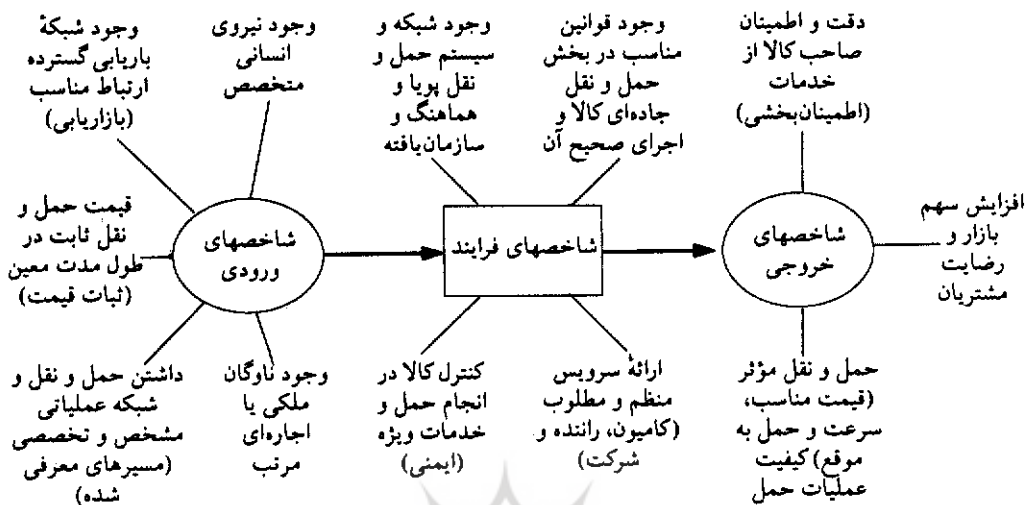 وجود شبکهٔ
باریابی گسترده
ارتباط مناسب
(بازاریابی)
وجود نیروی
انسانی
متخصص
قیمت حمل و
نقل ثابت در
طول مدت معین
(ثبات قیمت)
شاخصهای
ورودی
داشتن حمل و نقل و
شبکه عملیاتی
مشخص و تخصصی
(مسیرهای معرفی
شده)
وجود ناوگان
ملکی یا
اجاره‌ای
مرتب
وجود شبکه و
سیستم حمل و
نقل پویا و
هماهنگ و
سازمان‌یافته
وجود قوانین
مناسب در بخش
حمل و نقل
جاده‌ای کالا و
اجرای صحیح آن
شاخصهای فرایند
کنترل کالا در
انجام حمل و
خدمات ویژه
(ایمنی)
ارائهٔ سرویس
منظم و مطلوب
(کامیون، راننده و
شرکت)
دقت و اطمینان
صاحب کالا از
خدمات
(اطمینان‌بخشی)
شاخصهای
خروجی
افزایش سهم
بازار و
رضایت
مشتریان
حمل و نقل مؤثر
(قیمت مناسب،
سرعت و حمل به
موقع) کیفیت
عملیات حمل